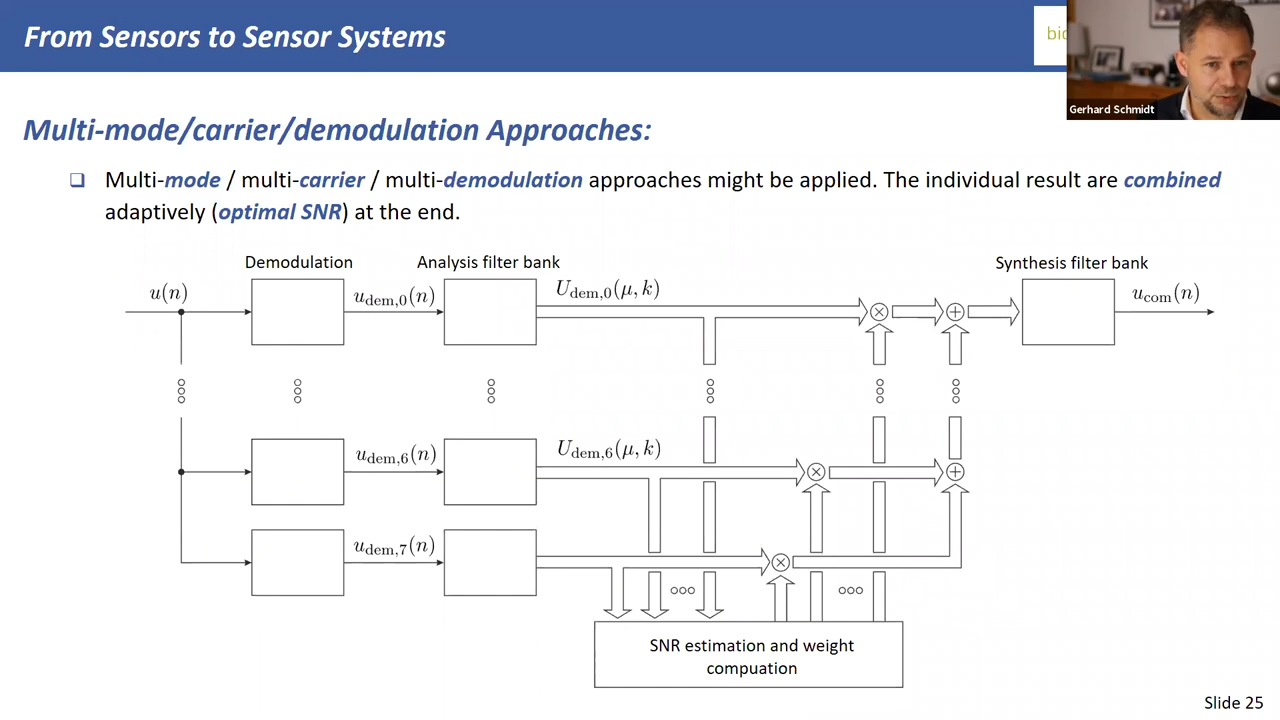 From Sensors to Sensor Systems
bio
Gerhard Schmidt
Multi-mode/carrier/demodulation Approaches:
❑ Multi-mode / multi-carrier / multi-demodulation approaches might be applied. The individual result are combined
adaptively (optimal SNR) at the end.
Demodulation
Analysis filter bank
Synthesis filter bank
u(n)
u_dem,0(n)
U_dem,0(μ, k)
u_com(n)
u_dem,6(n)
U_dem,6(μ, k)
u_dem,7(n)
SNR estimation and weight
compuation
Slide 25